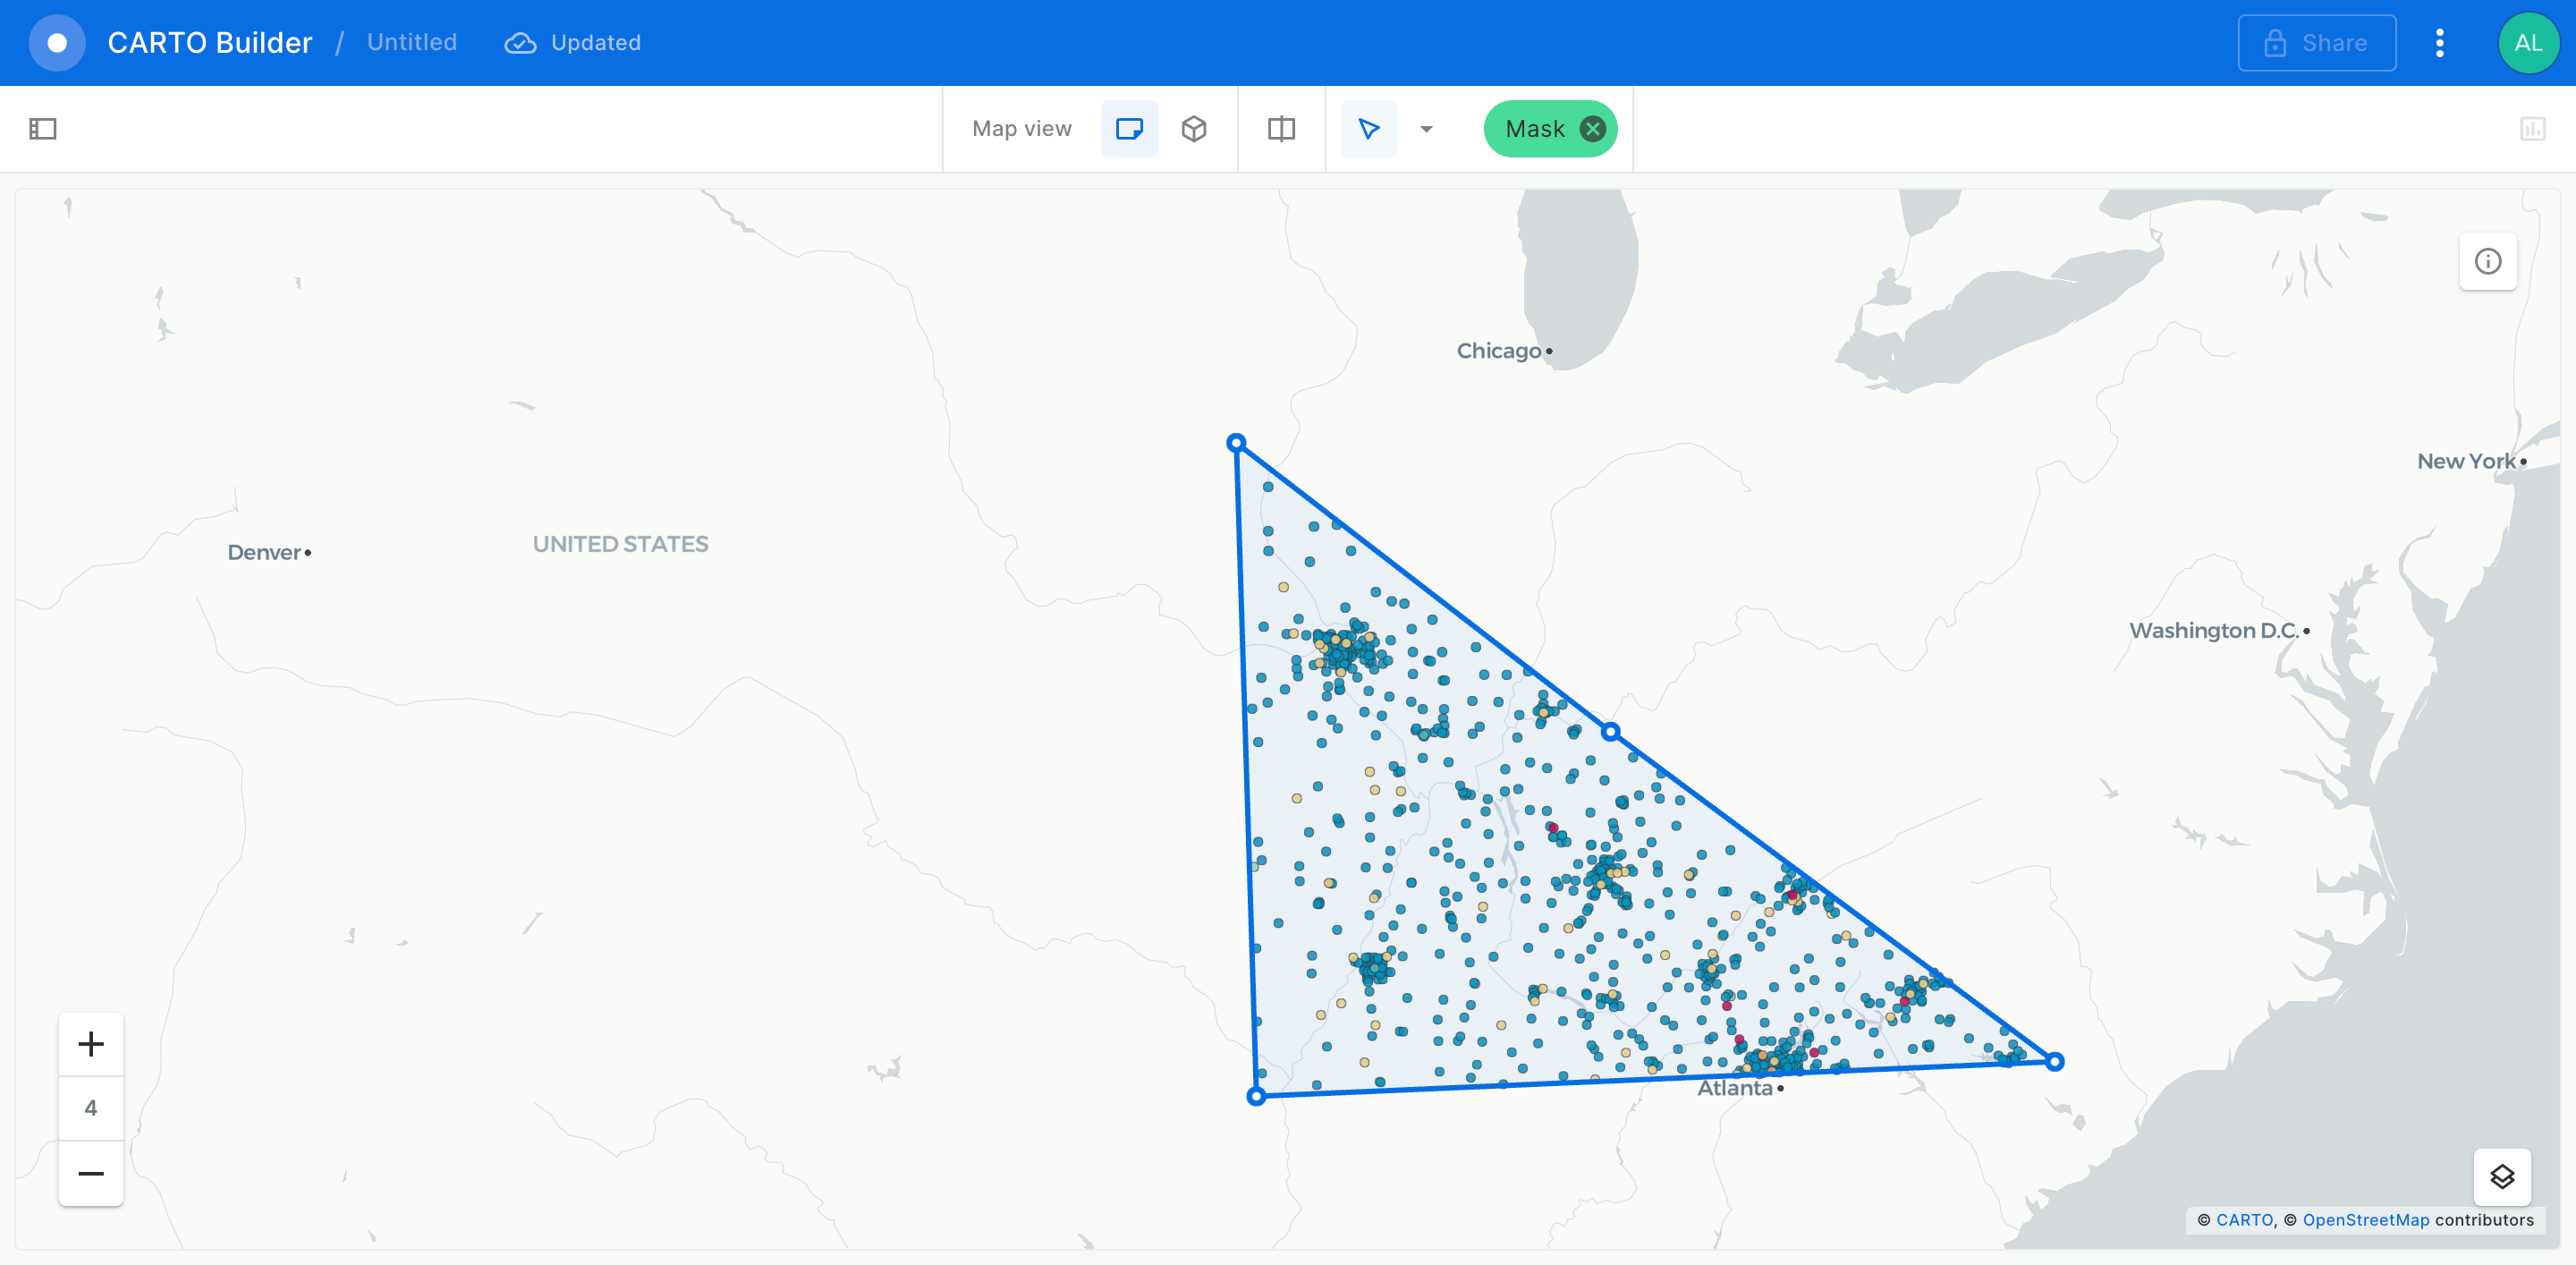 CARTO Builder / Untitled Updated Share AL
Map view Mask
Chicago
New York
Denver
UNITED STATES
Washington D.C.
4
Atlanta
© CARTO, © OpenStreetMap contributors